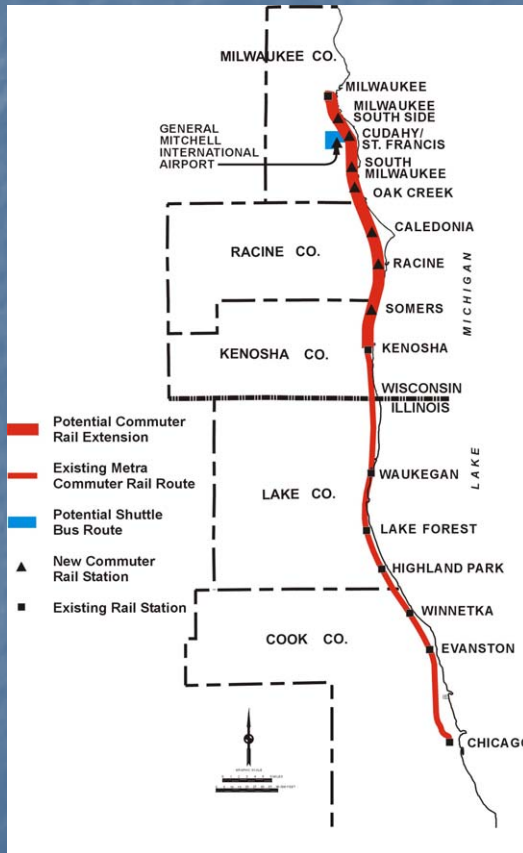 MILWAUKEE CO.
MILWAUKEE
MILWAUKEE
SOUTH SIDE
GENERAL
MITCHELL
INTERNATIONAL
AIRPORT
CUDAHY/
ST. FRANCIS
SOUTH
MILWAUKEE
OAK CREEK
CALEDONIA
RACINE CO.
RACINE
MICHIGAN
SOMERS
KENOSHA CO.
KENOSHA
WISCONSIN
ILLINOIS
Potential Commuter
Rail Extension
Existing Metra
Commuter Rail Route
Potential Shuttle
Bus Route
New Commuter
Rail Station
Existing Rail Station
LAKE
WAUKEGAN
LAKE CO.
LAKE FOREST
HIGHLAND PARK
WINNETKA
COOK CO.
EVANSTON
CHICAGO